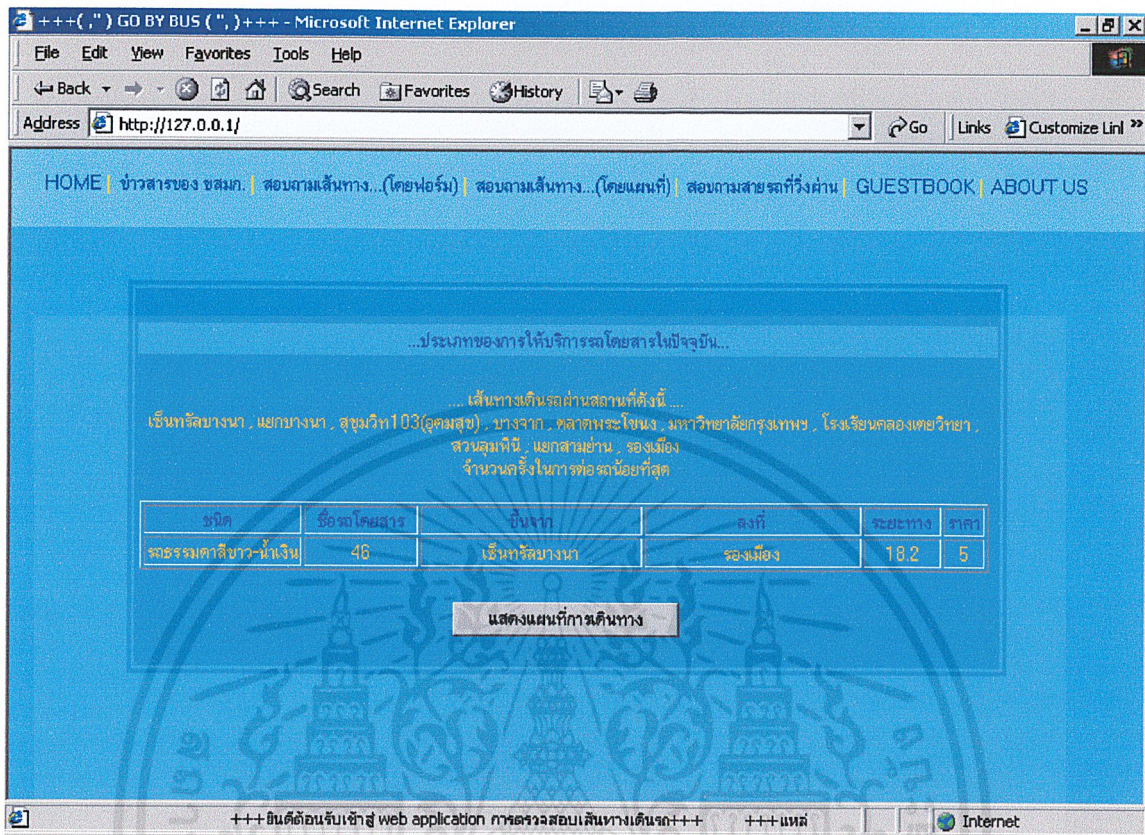 +++( ,'' ) GO BY BUS ( '', )+++ - Microsoft Internet Explorer
File Edit View Favorites Tools Help
Back Search Favorites History
Address http://127.0.0.1/ Go Links Customize Linl »
HOME | ข่าวสารของ ขสมก. | สอบถามเส้นทาง...(โดยฟอร์ม) | สอบถามเส้นทาง...(โดยแผนที่) | สอบถามสายรถที่วิ่งผ่าน | GUESTBOOK | ABOUT US
...ประเภทของการให้บริการรถโดยสารในปัจจุบัน...
.... เส้นทางเดินรถผ่านสถานที่ดังนี้ ....
เซ็นทรัลบางนา , แยกบางนา , สุขุมวิท103(อุดมสุข) , บางจาก , ตลาดพระโขนง , มหาวิทยาลัยกรุงเทพฯ , โรงเรียนคลองเตยวิทยา ,
สวนลุมพินี , แยกสามย่าน , รองเมือง
จำนวนครั้งในการต่อรถน้อยที่สุด
ชนิด ชื่อรถโดยสาร ขึ้นจาก ลงที่ ระยะทาง ราคา
รถธรรมดาสีขาว-น้ำเงิน 46 เซ็นทรัลบางนา รองเมือง 18.2 5
แสดงแผนที่การเดินทาง
+++ยินดีต้อนรับเข้าสู่ web application การตรวจสอบเส้นทางเดินรถ+++ +++แหล่ Internet